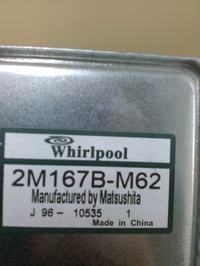 Whirlpool
2M167B-M62
Manufactured by Matsushita
J 96- 10535 1
Made in China